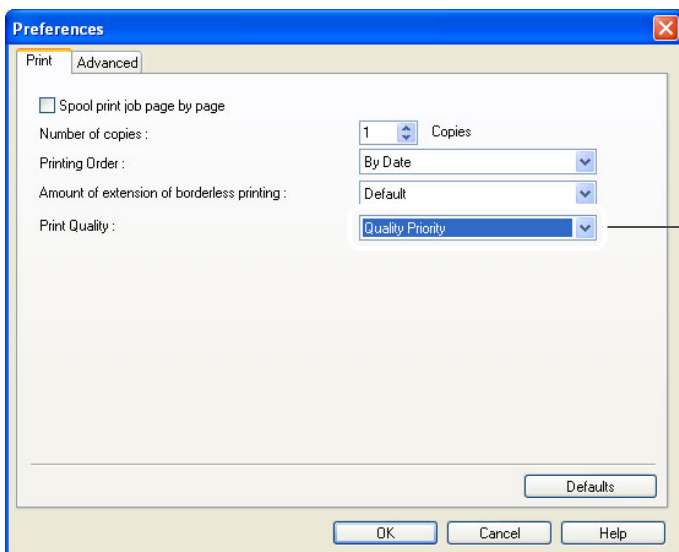 Preferences
Print Advanced
Spool print job page by page
Number of copies : 1 Copies
Printing Order : By Date
Amount of extension of borderless printing : Default
Print Quality : Quality Priority
Defaults
OK Cancel Help